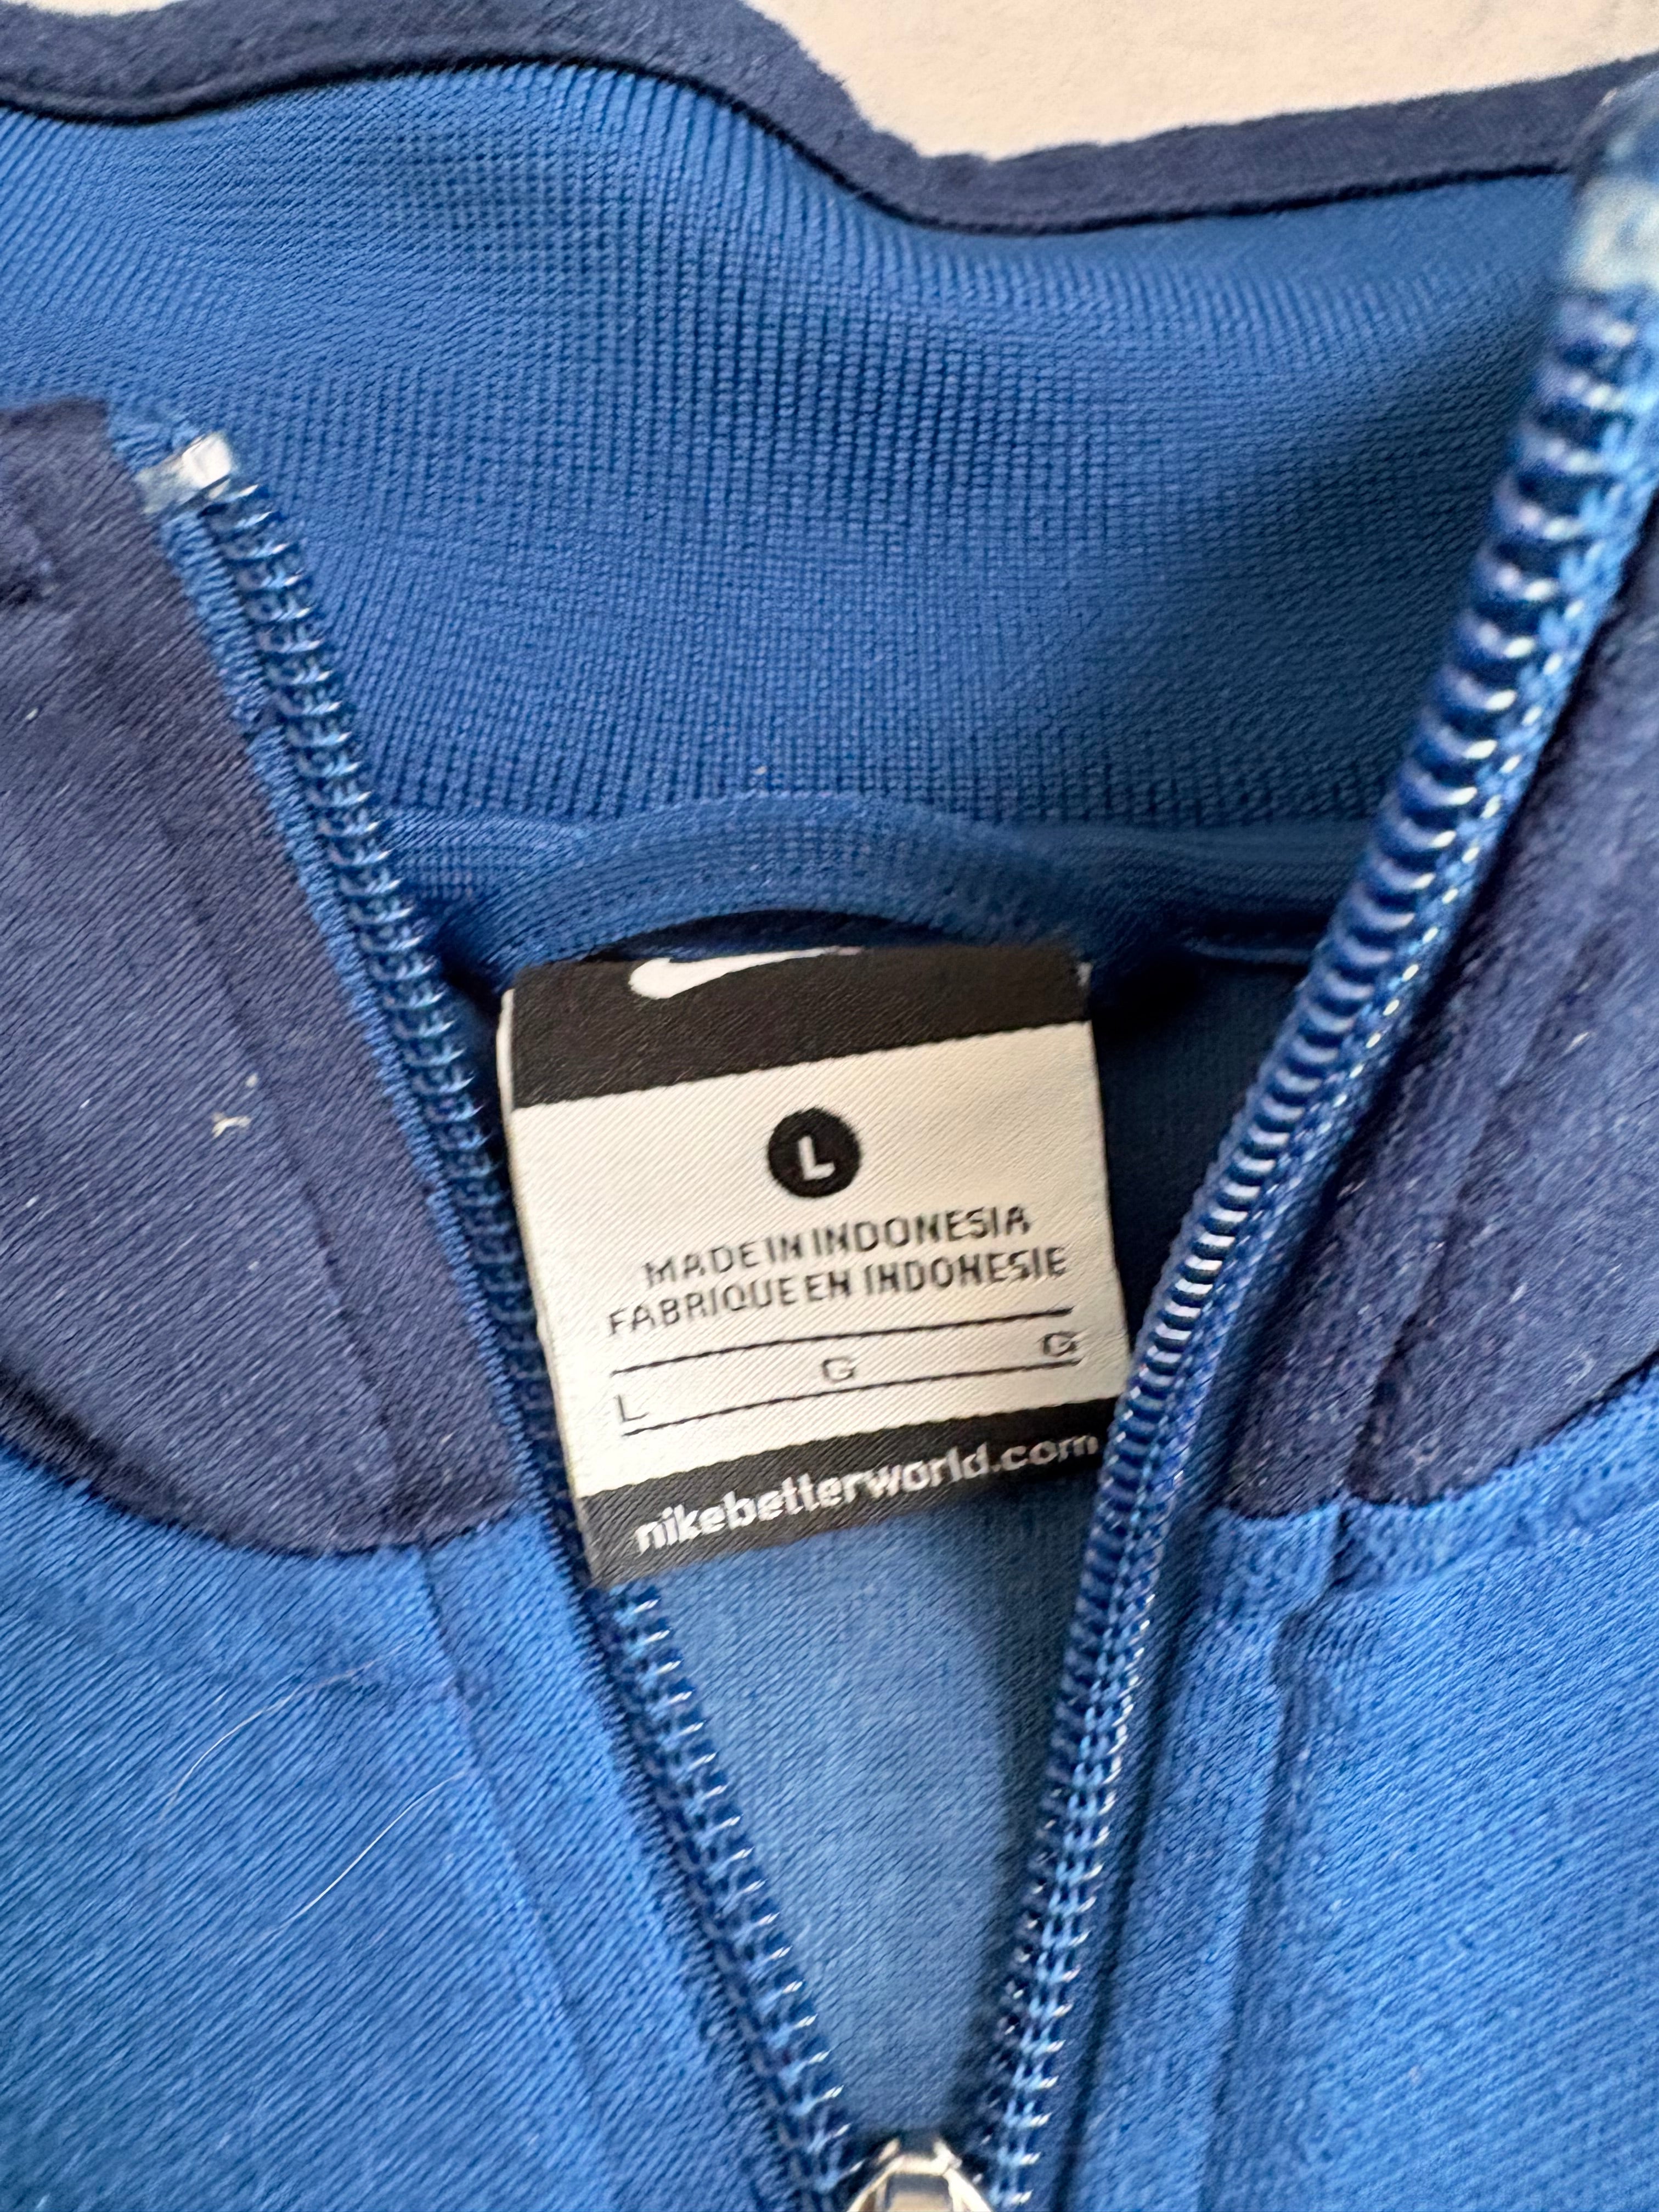 L
MADE IN INDONESIA
FABRIQUE EN INDONESIE
L G G
nikebetterworld.com